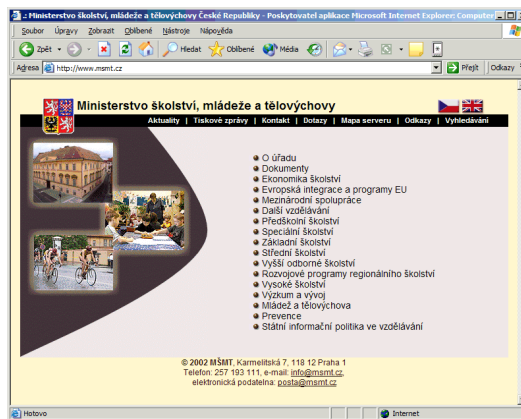 .: Ministerstvo školství, mládeže a tělovýchovy České Republiky - Poskytovatel aplikace Microsoft Internet Explorer: Computer
Soubor Úpravy Zobrazit Oblíbené Nástroje Nápověda
Zpět Hledat Oblíbené Média
Adresa http://www.msmt.cz Přejít Odkazy
Ministerstvo školství, mládeže a tělovýchovy
Aktuality | Tiskové zprávy | Kontakt | Dotazy | Mapa serveru | Odkazy | Vyhledávání
O úřadu
Dokumenty
Ekonomika školství
Evropská integrace a programy EU
Mezinárodní spolupráce
Další vzdělávání
Předškolní školství
Speciální školství
Základní školství
Střední školství
Vyšší odborné školství
Rozvojové programy regionálního školství
Vysoké školství
Výzkum a vývoj
Mládež a tělovýchova
Prevence
Státní informační politika ve vzdělávání
© 2002 MŠMT, Karmelitská 7, 118 12 Praha 1
Telefon: 257 193 111, e-mail: info@msmt.cz,
elektronická podatelna: posta@msmt.cz
Hotovo Internet